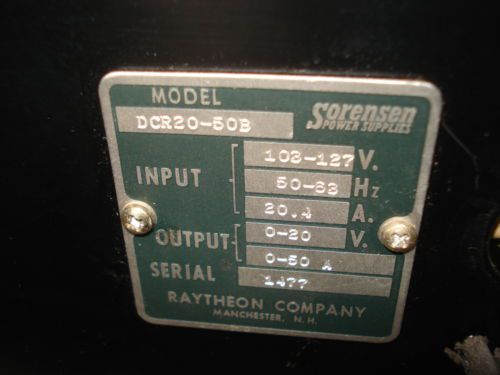 MODEL
Sorensen
POWER SUPPLIES
DCR20-50B
INPUT
103-127 V.
50-63 Hz
20.4 A.
OUTPUT
0-20 V.
0-50 A
SERIAL 1477
RAYTHEON COMPANY
MANCHESTER, N.H.